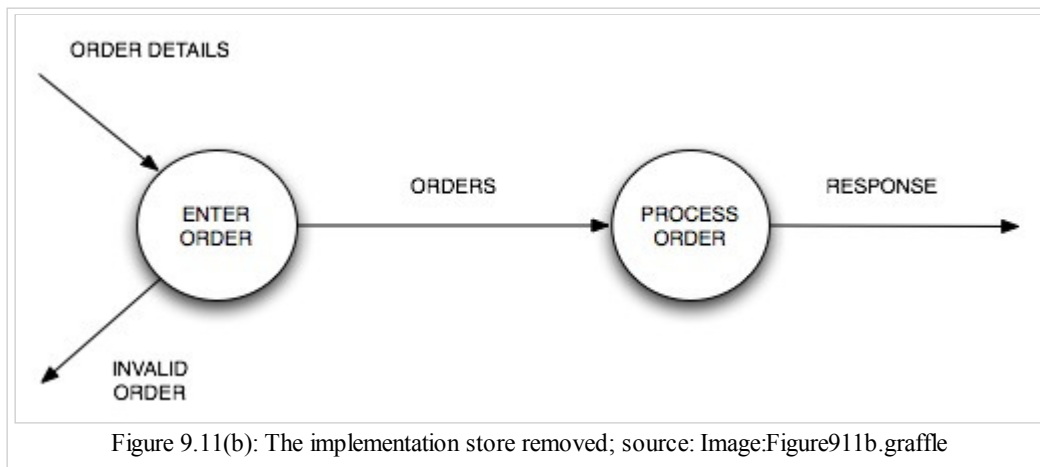 ORDER DETAILS
ORDERS
RESPONSE
ENTER
ORDER
PROCESS
ORDER
INVALID
ORDER
Figure 9.11(b): The implementation store removed; source: Image:Figure911b.graffle